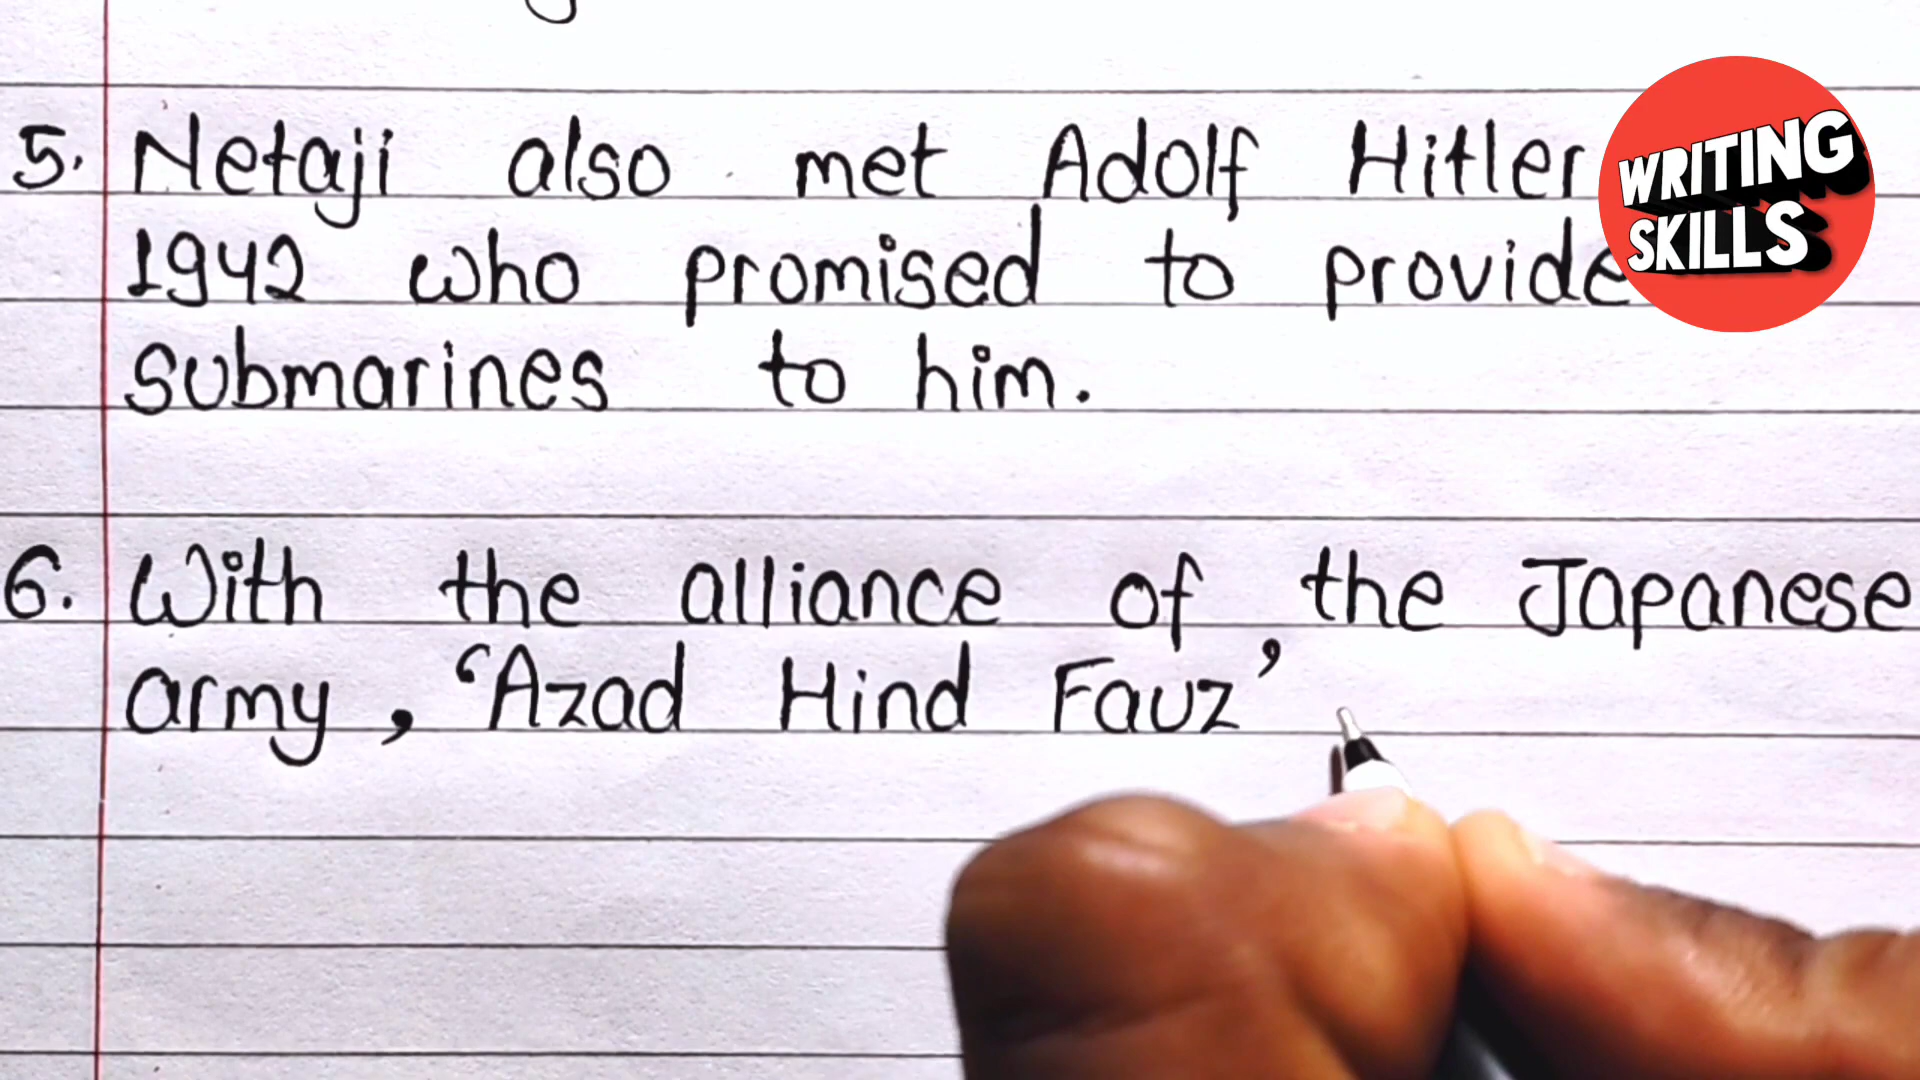 5. Netaji also met Adolf Hitler
1942 who promised to provide
submarines to him.
6. With the alliance of the Japanese
army, 'Azad Hind Fauz'
WRITING
SKILLS